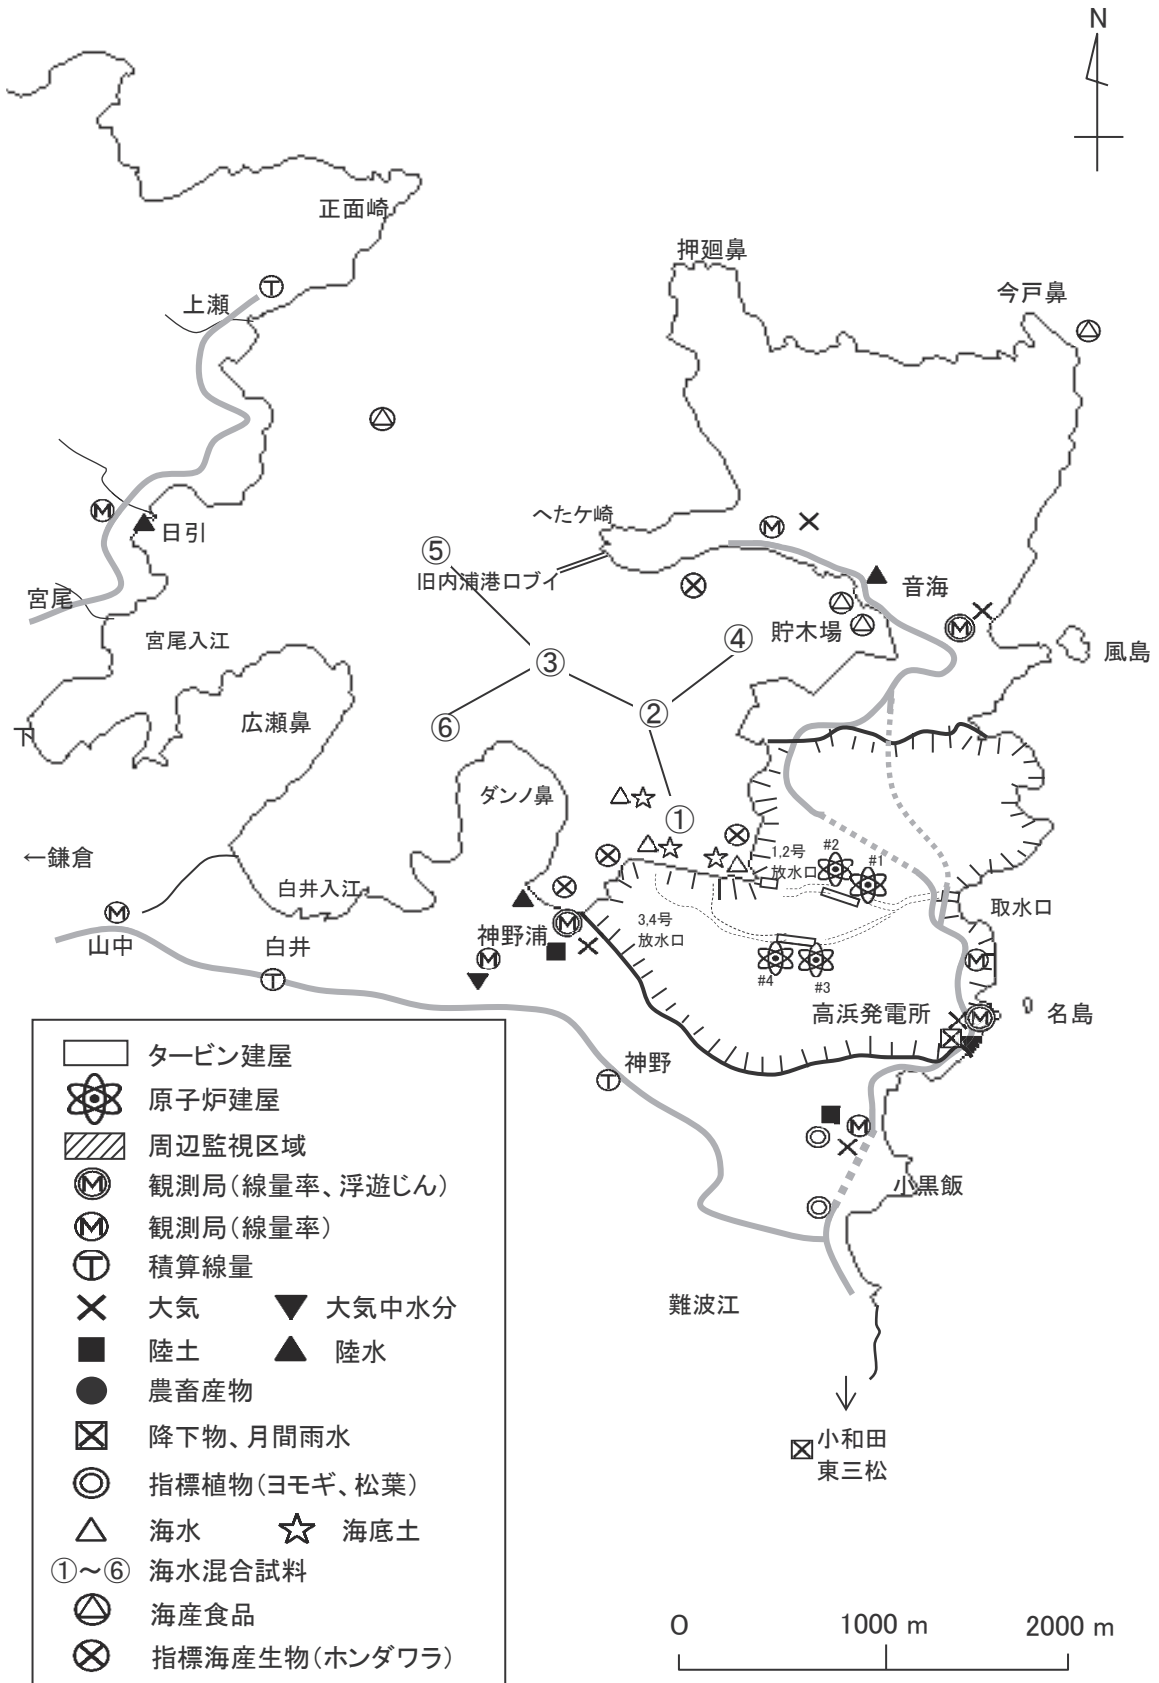 N
正面崎
押廻鼻
今戸鼻
上瀬
T
へたケ崎
M
M
日引
⑤
旧内浦港口ブイ
音海
宮尾
貯木場
M
宮尾入江
④
風島
③
広瀬鼻
②
⑥
下
ダンノ鼻
①
←鎌倉
1,2号
放水口
#2
#1
白井入江
取水口
M
3,4号
放水口
M
山中
白井
神野浦
M
M
T
#4
#3
高浜発電所
M
名島
神野
T
M
小黒飯
難波江
小和田
東三松
タービン建屋
原子炉建屋
周辺監視区域
M 観測局(線量率、浮遊じん)
M 観測局(線量率)
T 積算線量
大気 大気中水分
陸土 陸水
農畜産物
降下物、月間雨水
指標植物(ヨモギ、松葉)
海水 海底土
①～⑥ 海水混合試料
海産食品
指標海産生物(ホンダワラ)
O 1000 m 2000 m